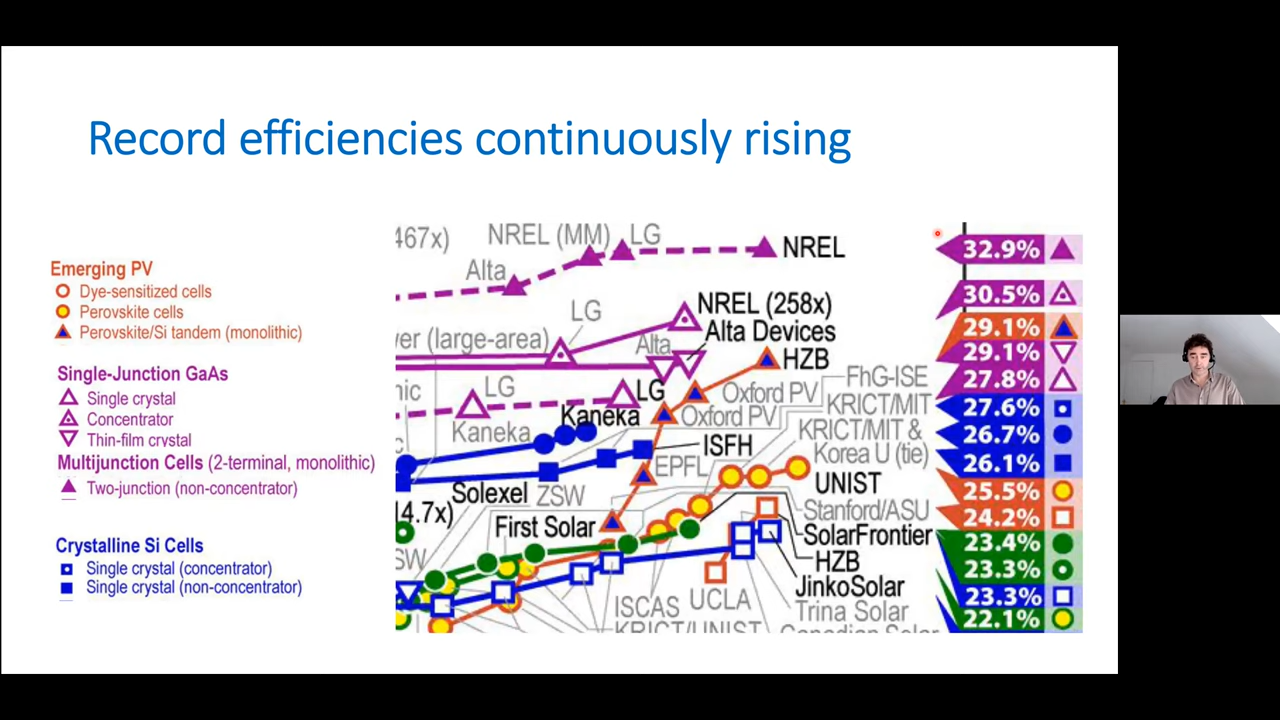 Record efficiencies continuously rising
Emerging PV
Dye-sensitized cells
Perovskite cells
Perovskite/Si tandem (monolithic)
Single-Junction GaAs
Single crystal
Concentrator
Thin-film crystal
Multijunction Cells (2-terminal, monolithic)
Two-junction (non-concentrator)
Crystalline Si Cells
Single crystal (concentrator)
Single crystal (non-concentrator)
467x)
NREL (MM)
LG
NREL
Alta
LG
NREL (258x)
ver (large-area)
Alta
Alta Devices
HZB
nic
LG
LG
Oxford PV
FhG-ISE
Kaneka
Kaneka
Oxford PV
KRICT/MIT
c
ISFH
KRICT/MIT &
Korea U (tie)
EPFL
Solexel
ZSW
UNIST
14.7x)
First Solar
Stanford/ASU
SolarFrontier
SW
HZB
JinkoSolar
ISCAS
UCLA
Trina Solar
KRICT/UNIST
Canadian Solar
32.9%
30.5%
29.1%
29.1%
27.8%
27.6%
26.7%
26.1%
25.5%
24.2%
23.4%
23.3%
23.3%
22.1%